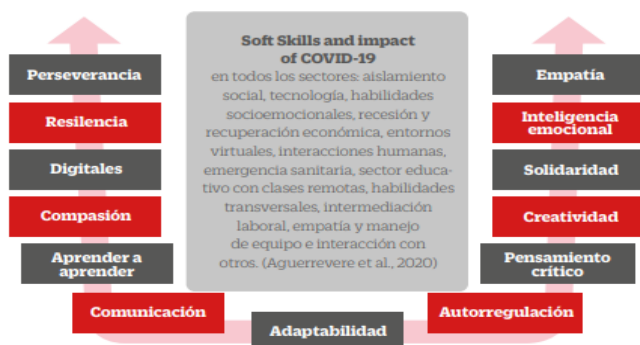 Soft Skills and impact
of COVID-19
en todos los sectores: aislamiento
social, tecnología, habilidades
socioemocionales, recesión y
recuperación económica, entornos
virtuales, interacciones humanas,
emergencia sanitaria, sector educa-
tivo con clases remotas, habilidades
transversales, intermediación
laboral, empatía y manejo
de equipo e interacción con
otros. (Aguerrevere et al., 2020)
Perseverancia
Resilencia
Digitales
Compasión
Aprender a
aprender
Comunicación
Adaptabilidad
Autorregulación
Pensamiento
crítico
Creatividad
Solidaridad
Inteligencia
emocional
Empatía